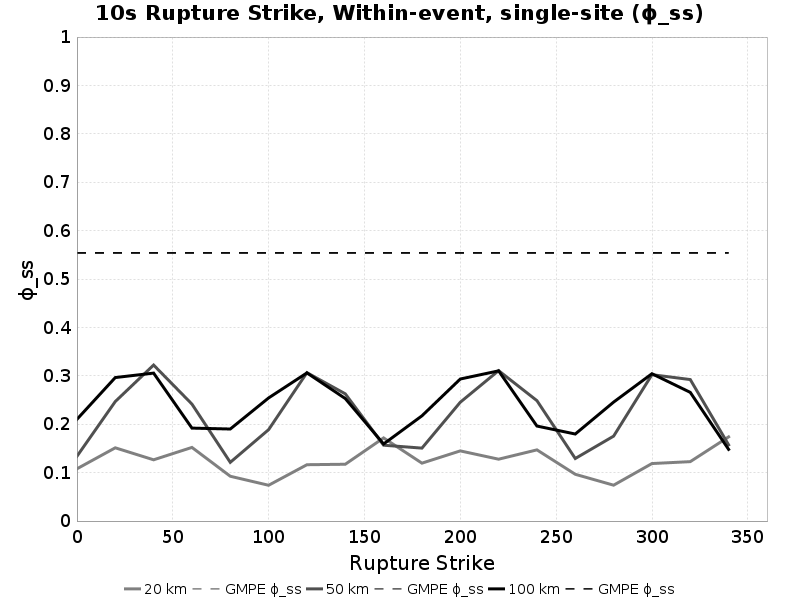 10s Rupture Strike, Within-event, single-site (ϕ_ss)
1
0.9
0.8
0.7
0.6
0.5
0.4
0.3
0.2
0.1
0
ϕ_ss
0 50 100 150 200 250 300 350
Rupture Strike
20 km GMPE ϕ_ss 50 km GMPE ϕ_ss 100 km GMPE ϕ_ss